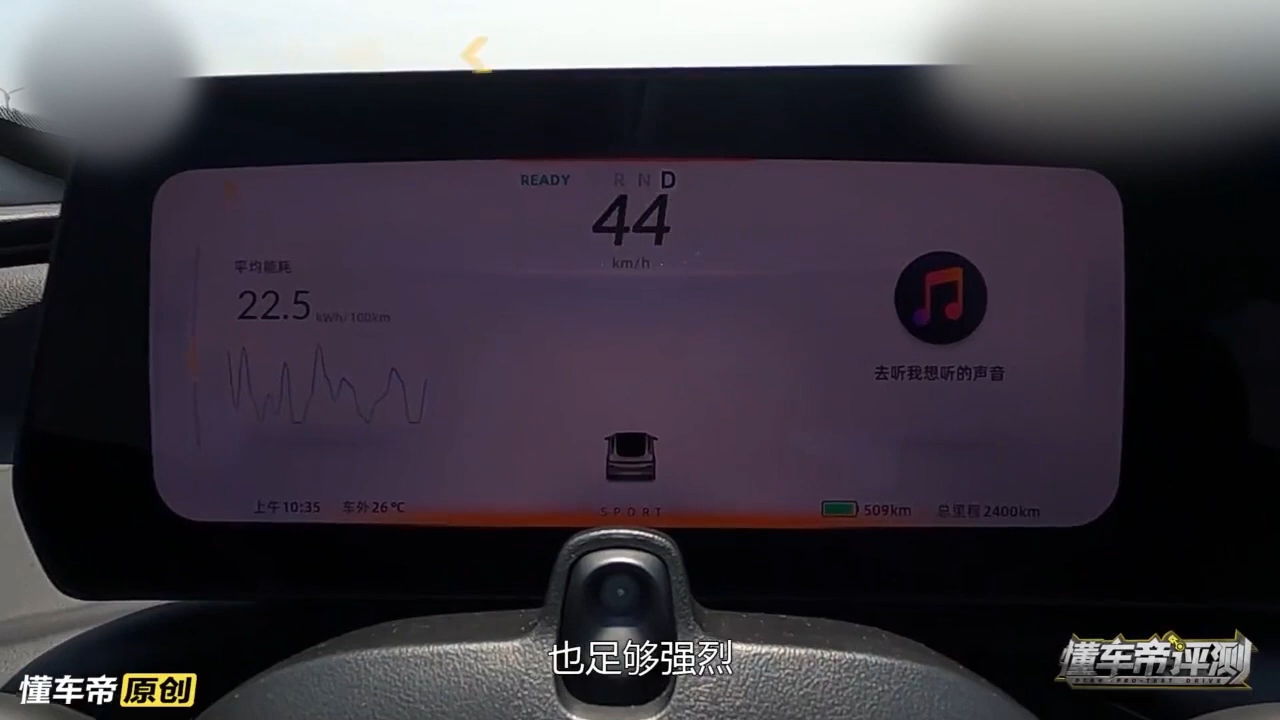 READY R N D
44
km/h
平均能耗
22.5 kWh/100km
去听我想听的声音
上午10:35 车外26℃
SPORT
509km 总里程2400km
也足够强烈
懂车帝 原创
懂车帝评测